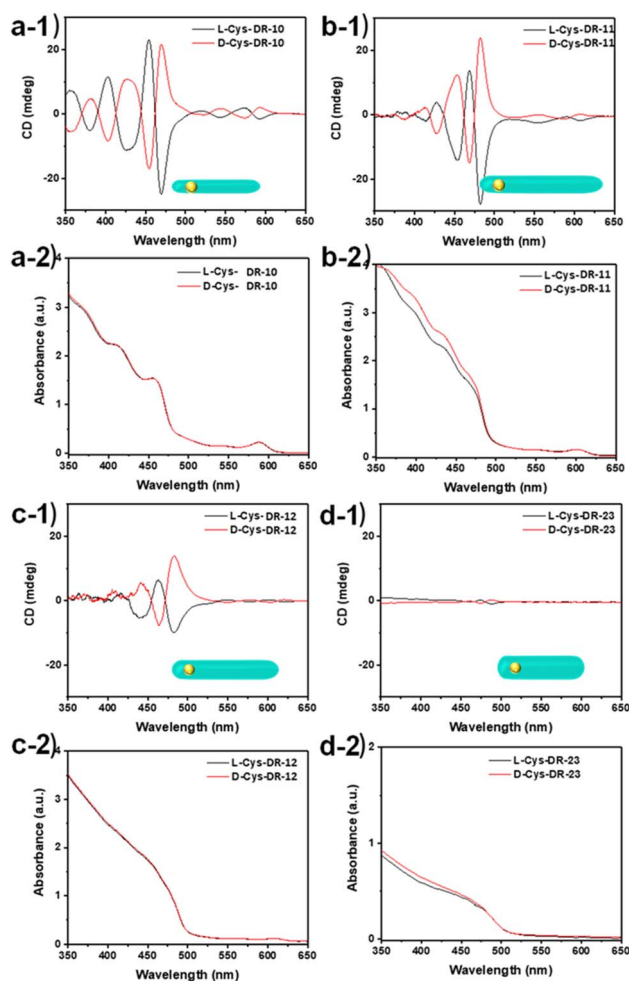 a-1)
L-Cys-DR-10
D-Cys-DR-10
CD (mdeg)
20
0
-20
350 400 450 500 550 600 650
Wavelength (nm)
b-1)
L-Cys-DR-11
D-Cys-DR-11
CD (mdeg)
20
0
-20
350 400 450 500 550 600 650
Wavelength (nm)
a-2)
L-Cys- DR-10
D-Cys- DR-10
Absorbance (a.u.)
4
3
2
1
0
350 400 450 500 550 600 650
Wavelength (nm)
b-2)
L-Cys-DR-11
D-Cys-DR-11
Absorbance (a.u.)
4
3
2
1
0
350 400 450 500 550 600 650
Wavelength (nm)
c-1)
L-Cys-DR-12
D-Cys-DR-12
CD (mdeg)
20
0
-20
350 400 450 500 550 600 650
Wavelength (nm)
d-1)
L-Cys-DR-23
D-Cys-DR-23
CD (mdeg)
20
0
-20
350 400 450 500 550 600 650
Wavelength (nm)
c-2)
L-Cys-DR-12
D-Cys-DR-12
Absorbance (a.u.)
4
3
2
1
0
350 400 450 500 550 600 650
Wavelength (nm)
d-2)
L-Cys-DR-23
D-Cys-DR-23
Absorbance (a.u.)
2
1
0
350 400 450 500 550 600 650
Wavelength (nm)